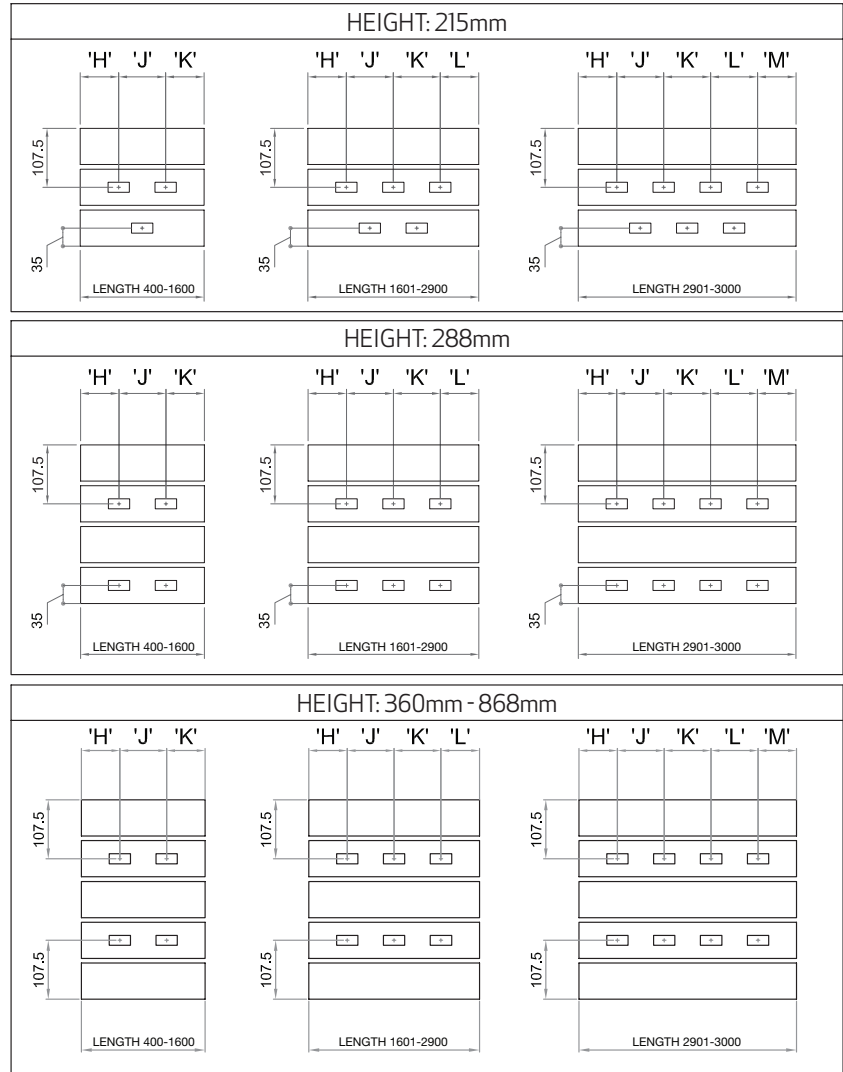 HEIGHT: 215mm
'H' 'J' 'K' 'H' 'J' 'K' 'L' 'H' 'J' 'K' 'L' 'M'
107.5 107.5 107.5
35 35 35
LENGTH 400-1600 LENGTH 1601-2900 LENGTH 2901-3000
HEIGHT: 288mm
'H' 'J' 'K' 'H' 'J' 'K' 'L' 'H' 'J' 'K' 'L' 'M'
107.5 107.5 107.5
35 35 35
LENGTH 400-1600 LENGTH 1601-2900 LENGTH 2901-3000
HEIGHT: 360mm - 868mm
'H' 'J' 'K' 'H' 'J' 'K' 'L' 'H' 'J' 'K' 'L' 'M'
107.5 107.5 107.5
107.5 107.5 107.5
LENGTH 400-1600 LENGTH 1601-2900 LENGTH 2901-3000